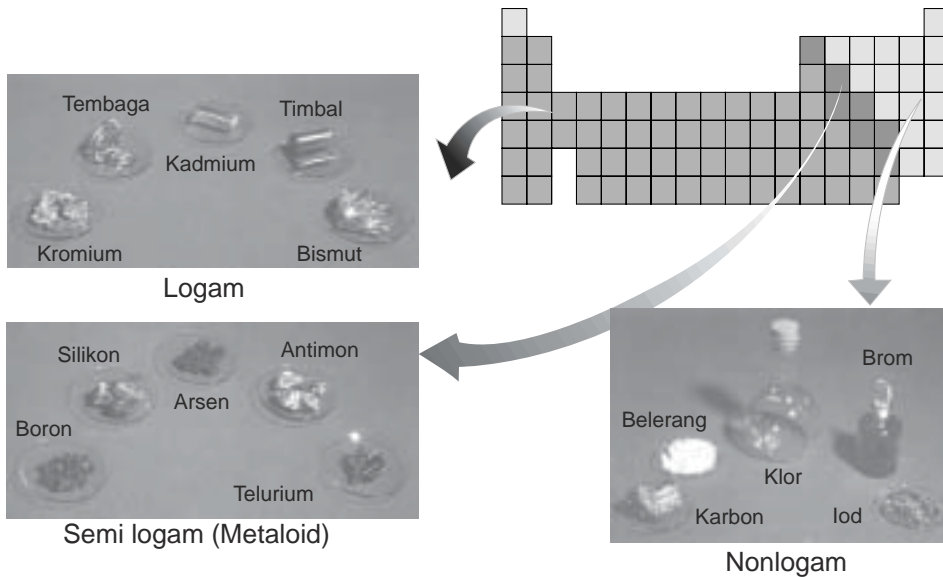 Tembaga
Timbal
Kadmium
Kromium
Bismut
Logam
Silikon
Antimon
Arsen
Boron
Telurium
Semi logam (Metaloid)
Brom
Belerang
Klor
Karbon
Iod
Nonlogam